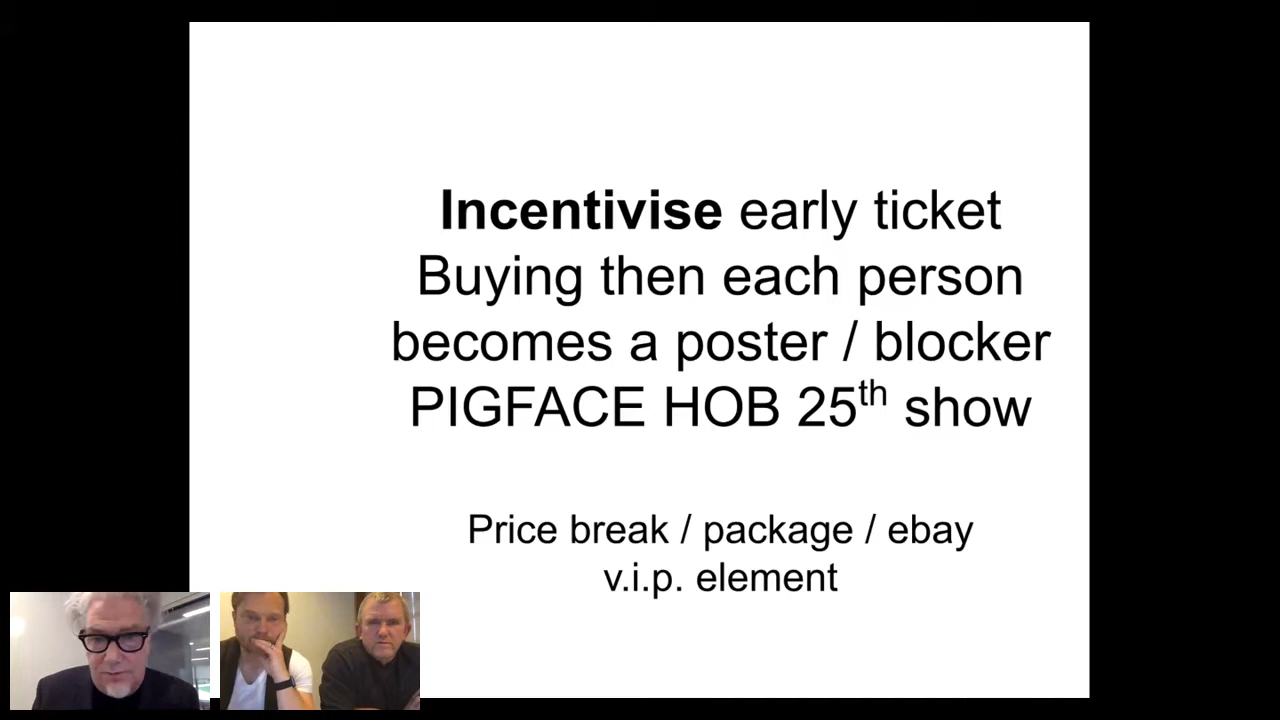 Incentivise early ticket
Buying then each person
becomes a poster / blocker
PIGFACE HOB 25th show
Price break / package / ebay
v.i.p. element